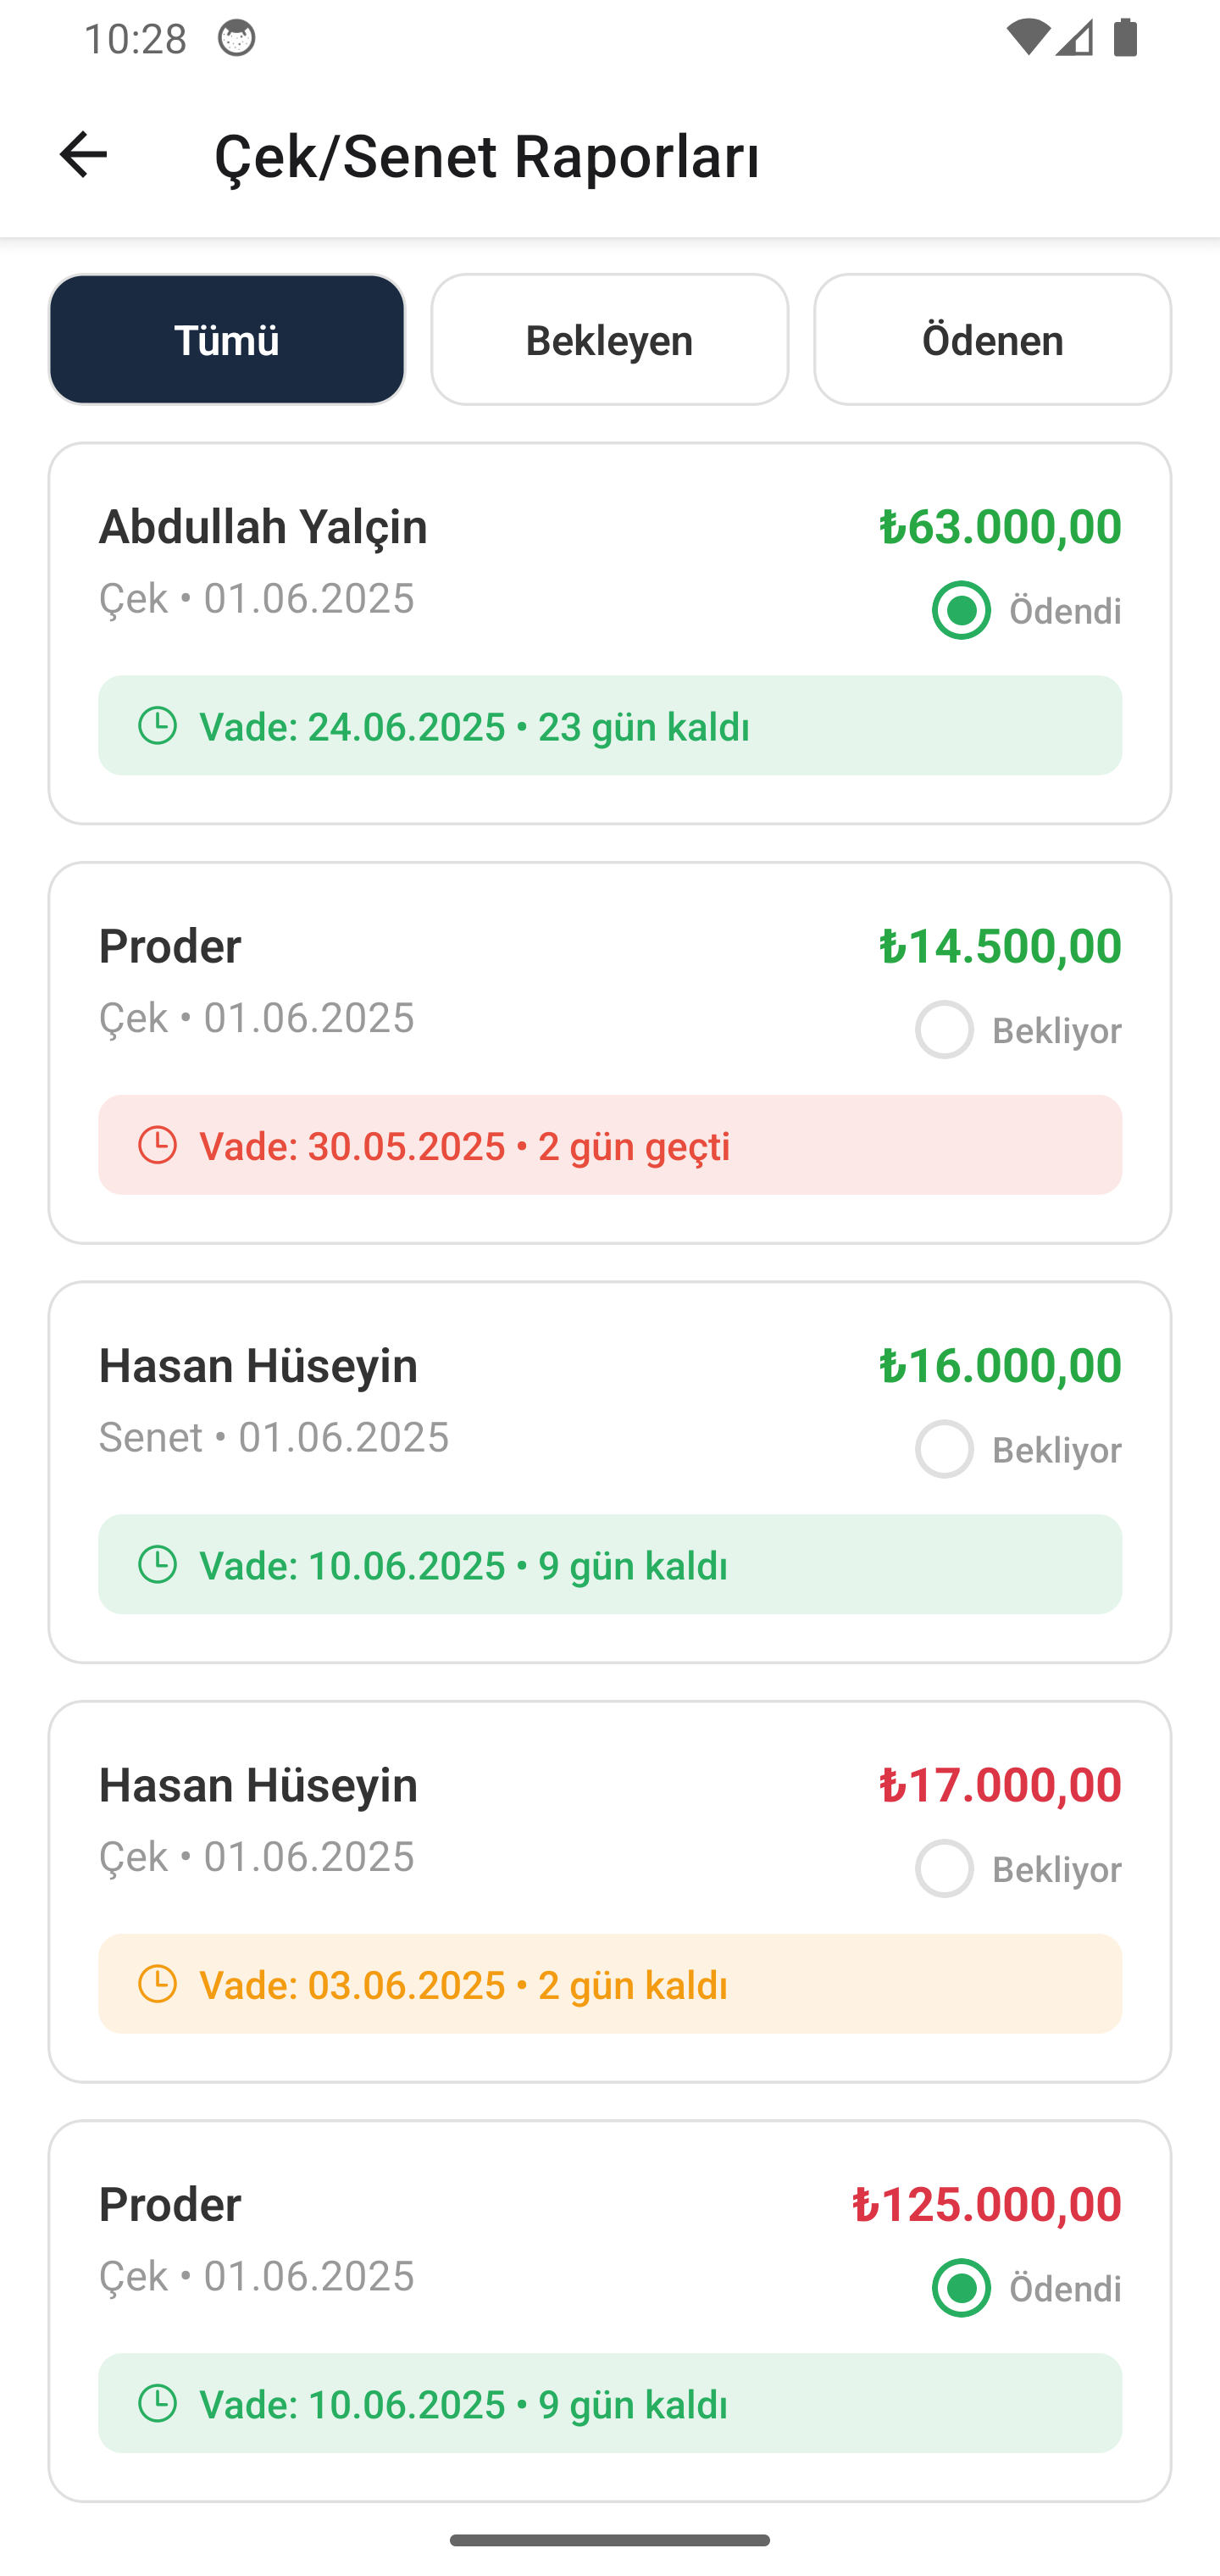 10:28
Çek/Senet Raporları
Tümü
Bekleyen
Ödenen
Abdullah Yalçin
₺63.000,00
Çek • 01.06.2025
Ödendi
Vade: 24.06.2025 • 23 gün kaldı
Proder
₺14.500,00
Çek • 01.06.2025
Bekliyor
Vade: 30.05.2025 • 2 gün geçti
Hasan Hüseyin
₺16.000,00
Senet • 01.06.2025
Bekliyor
Vade: 10.06.2025 • 9 gün kaldı
Hasan Hüseyin
₺17.000,00
Çek • 01.06.2025
Bekliyor
Vade: 03.06.2025 • 2 gün kaldı
Proder
₺125.000,00
Çek • 01.06.2025
Ödendi
Vade: 10.06.2025 • 9 gün kaldı